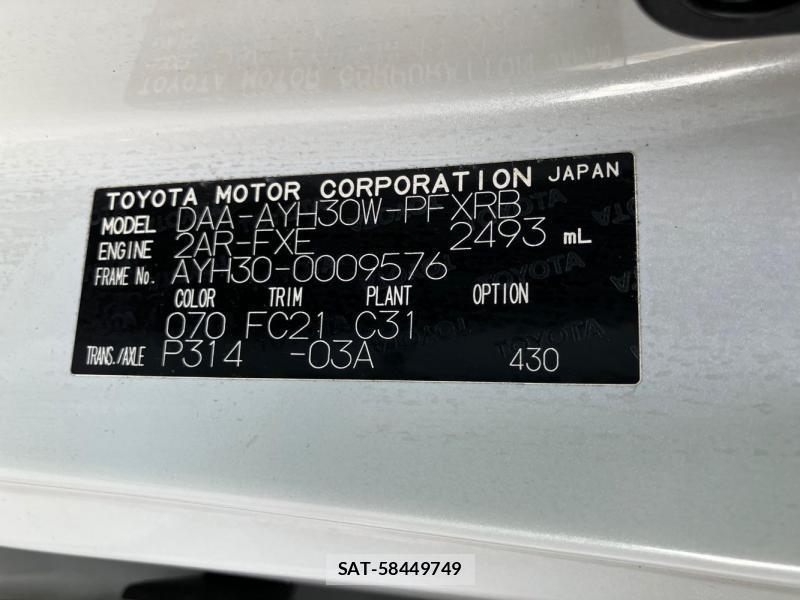 TOYOTA MOTOR CORPORATION JAPAN
MODEL DAA-AYH30W-PFXRB
ENGINE 2AR-FXE 2493 mL
FRAME No. AYH30-0009576
COLOR TRIM PLANT OPTION
070 FC21 C31
TRANS./AXLE P314 -03A 430
SAT-58449749